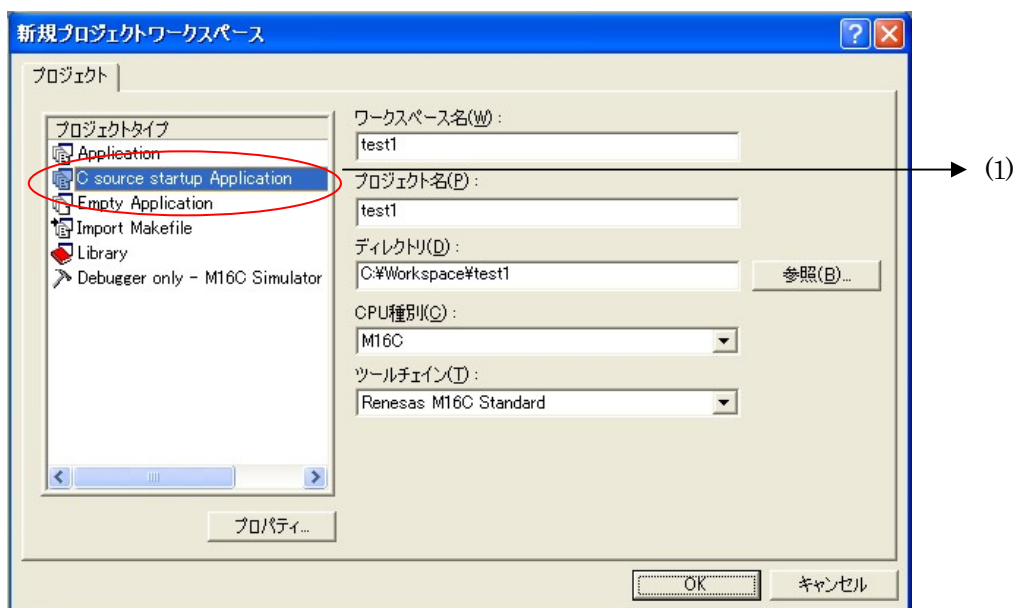 新規プロジェクトワークスペース
プロジェクト
プロジェクトタイプ
Application
C source startup Application
Empty Application
Import Makefile
Library
Debugger only - M16C Simulator
プロパティ...
ワークスペース名(W) :
test1
プロジェクト名(P) :
test1
ディレクトリ(D) :
C:¥Workspace¥test1
参照(B)...
CPU種別(C) :
M16C
ツールチェイン(T) :
Renesas M16C Standard
OK
キャンセル
(1)